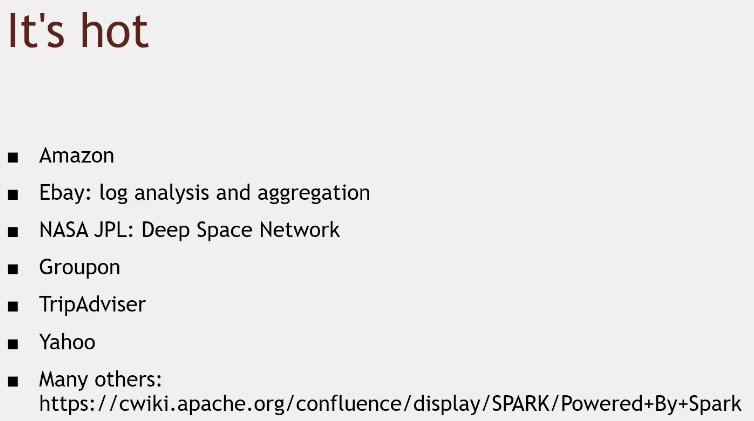 It's hot
Amazon
Ebay: log analysis and aggregation
NASA JPL: Deep Space Network
Groupon
TripAdviser
Yahoo
Many others:
https://cwiki.apache.org/confluence/display/SPARK/Powered+By+Spark